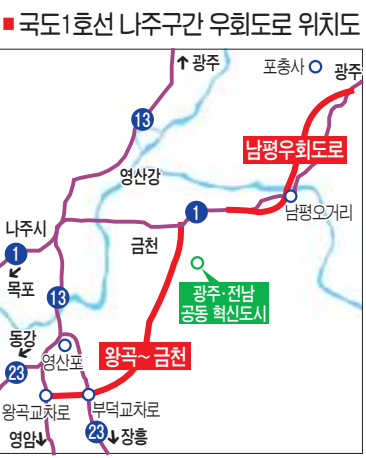 ■ 국도1호선 나주구간 우회도로 위치도
↑ 광주
포충사
광주
13
남평우회도로
영산강
1
남평오거리
나주시
금천
1
↙
목포
광주·전남
공동 혁신도시
13
동강
↙
영산포
왕곡~금천
23
왕곡교차로
부덕교차로
영암↓
23
↓장흥